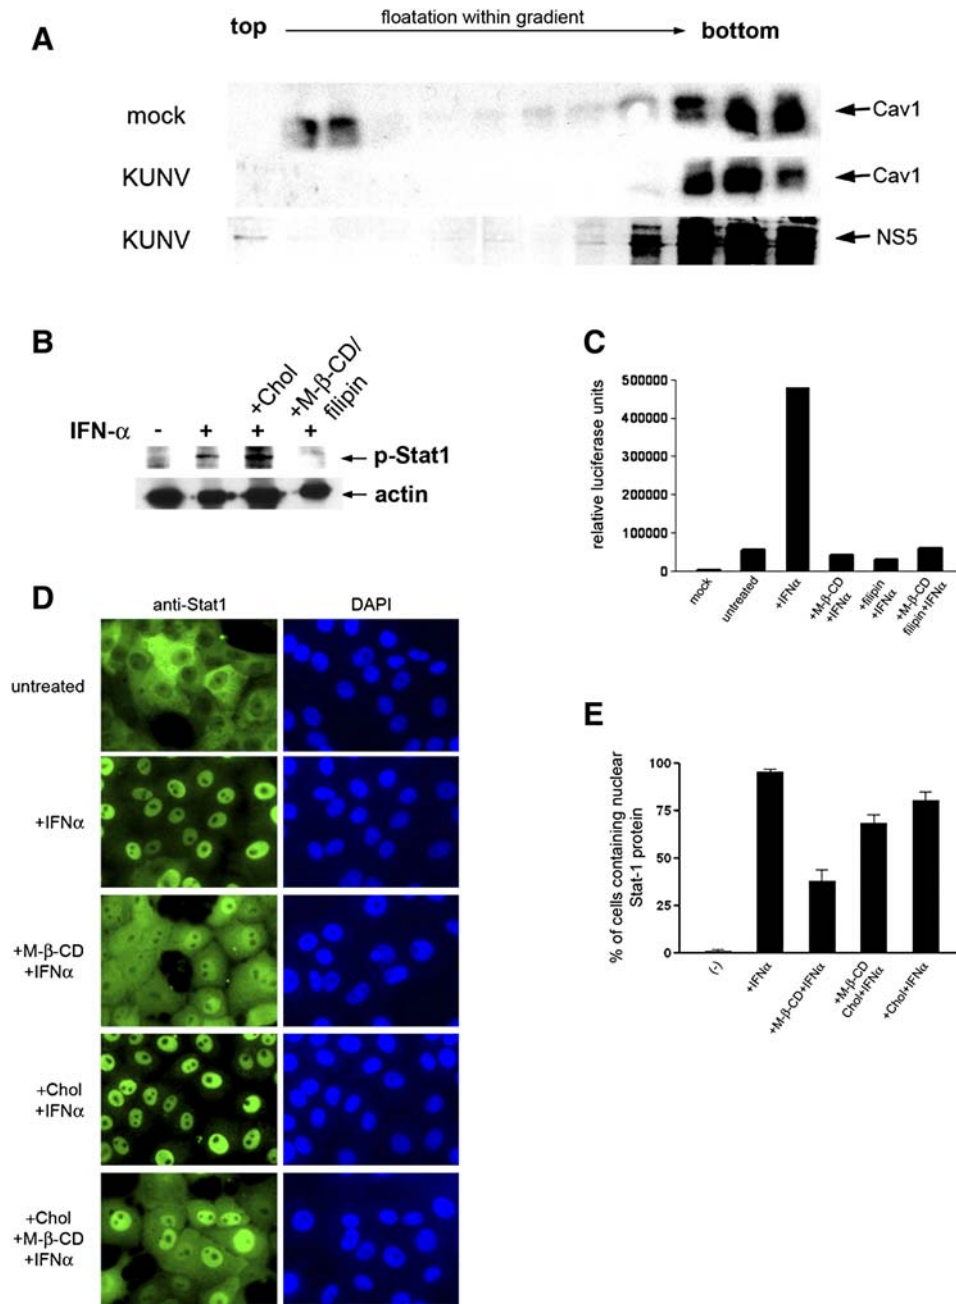 A
floatation within gradient
top
bottom
mock
Cav1
KUNV
Cav1
KUNV
NS5
B
+Chol
+M-β-CD/
filipin
IFN-α - + + +
p-Stat1
actin
C
relative luciferase units
500000
400000
300000
200000
100000
0
mock
untreated
+IFNα
+M-β-CD
+IFNα
+filipin
+IFNα
+M-β-CD
filipin+IFNα
D
anti-Stat1
DAPI
untreated
+IFNα
+M-β-CD
+IFNα
+Chol
+IFNα
+Chol
+M-β-CD
+IFNα
E
% of cells containing nuclear
Stat-1 protein
100
75
50
25
0
(-)
+IFNα
+M-β-CD+IFNα
+M-β-CD
Chol+IFNα
+Chol+IFNα